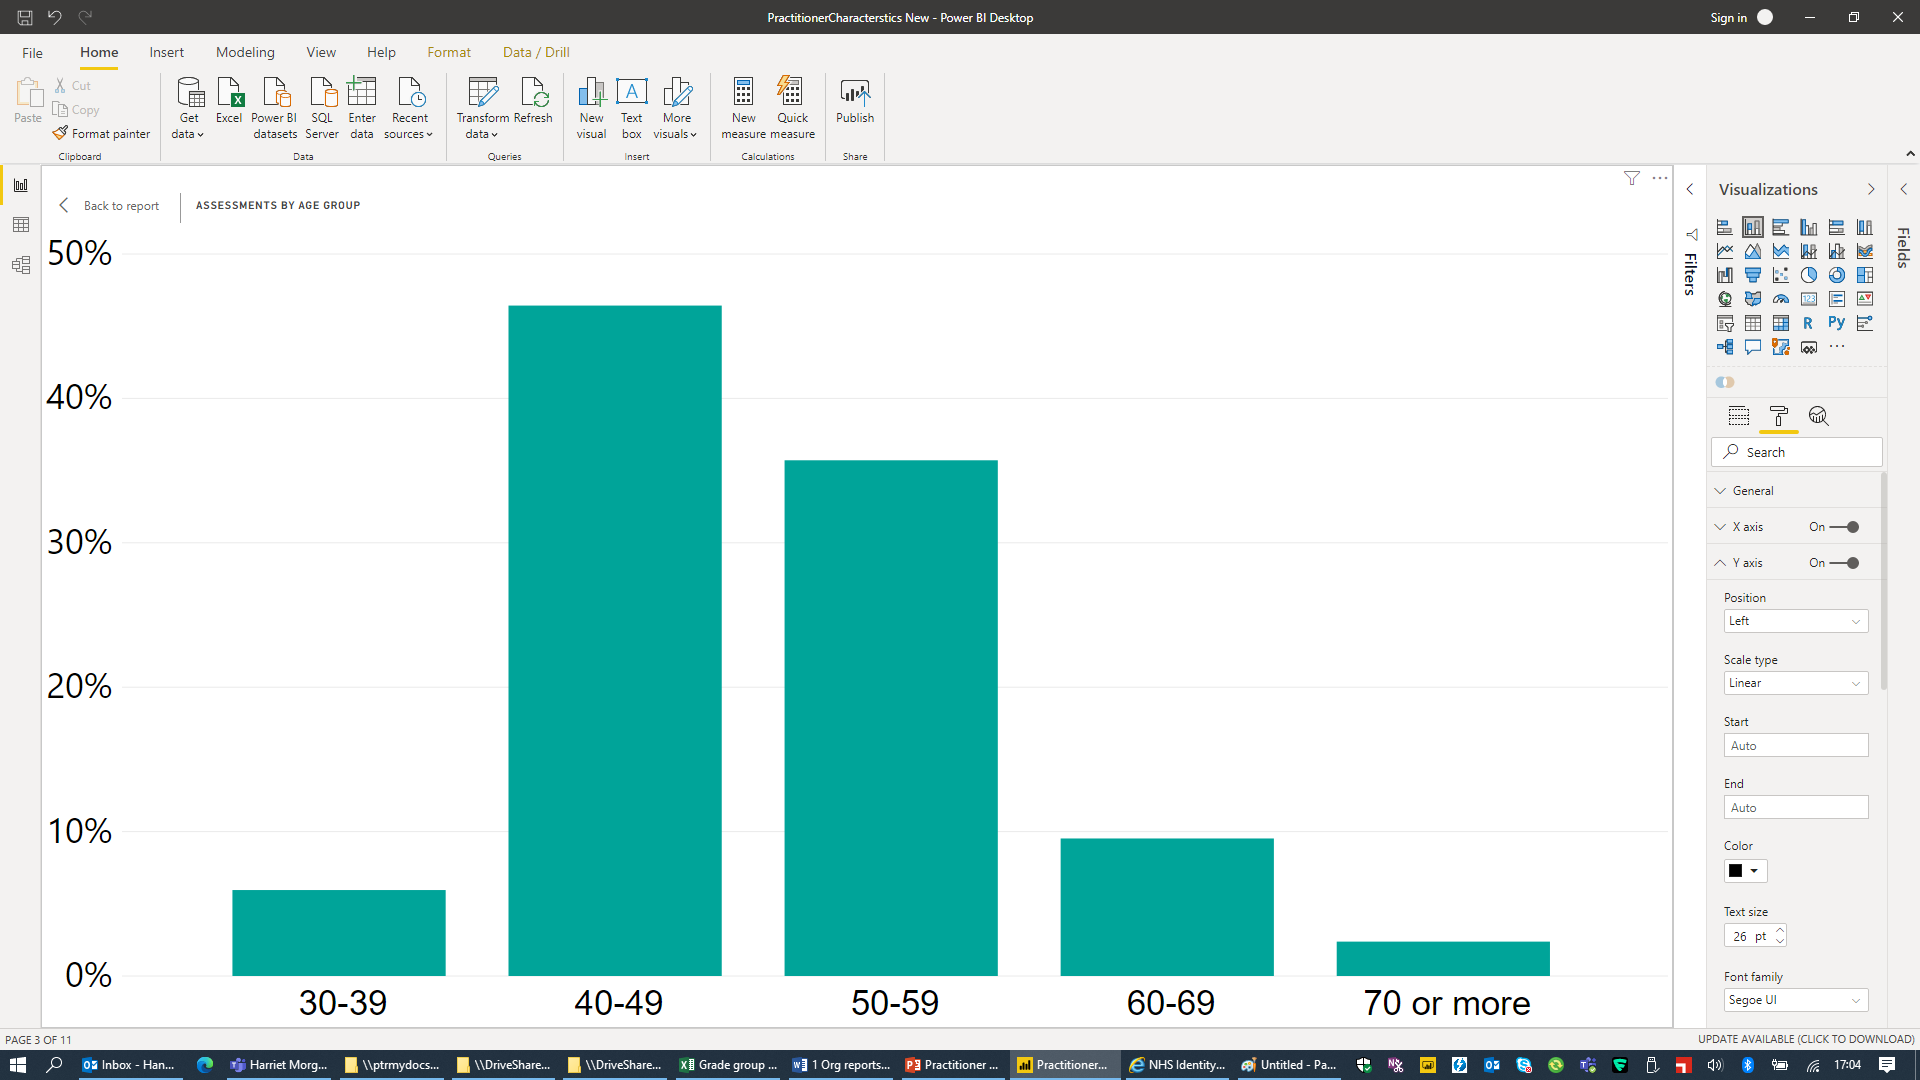 PractitionerCharacterstics New - Power BI Desktop
Sign in
File
Home
Insert
Modeling
View
Help
Format
Data / Drill
Paste
Cut
Copy
Format painter
Clipboard
Get data
Excel
Power BI datasets
SQL Server
Enter data
Recent sources
Data
Transform data
Refresh
Queries
New visual
Text box
More visuals
Insert
New measure
Quick measure
Calculations
Publish
Share
Back to report
ASSESSMENTS BY AGE GROUP
50%
40%
30%
20%
10%
0%
30-39
40-49
50-59
60-69
70 or more
Filters
Visualizations
123
R
Py
Search
General
X axis On
Y axis On
Position
Left
Scale type
Linear
Start
Auto
End
Auto
Color
Text size
26 pt
Font family
Segoe UI
Fields
PAGE 3 OF 11
UPDATE AVAILABLE (CLICK TO DOWNLOAD)
Inbox - Han...
Harriet Morg...
\\ptrmydocs...
\\DriveShare...
\\DriveShare...
Grade group ...
1 Org reports...
Practitioner ...
Practitioner...
NHS Identity...
Untitled - Pa...
17:04